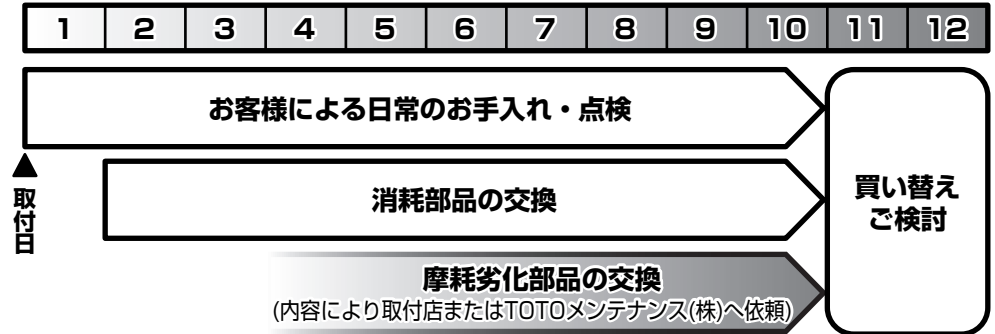 1 2 3 4 5 6 7 8 9 10 11 12
お客様による日常のお手入れ・点検
▲
取付日
消耗部品の交換
買い替え
ご検討
摩耗劣化部品の交換
(内容により取付店またはTOTOメンテナンス(株)へ依頼)